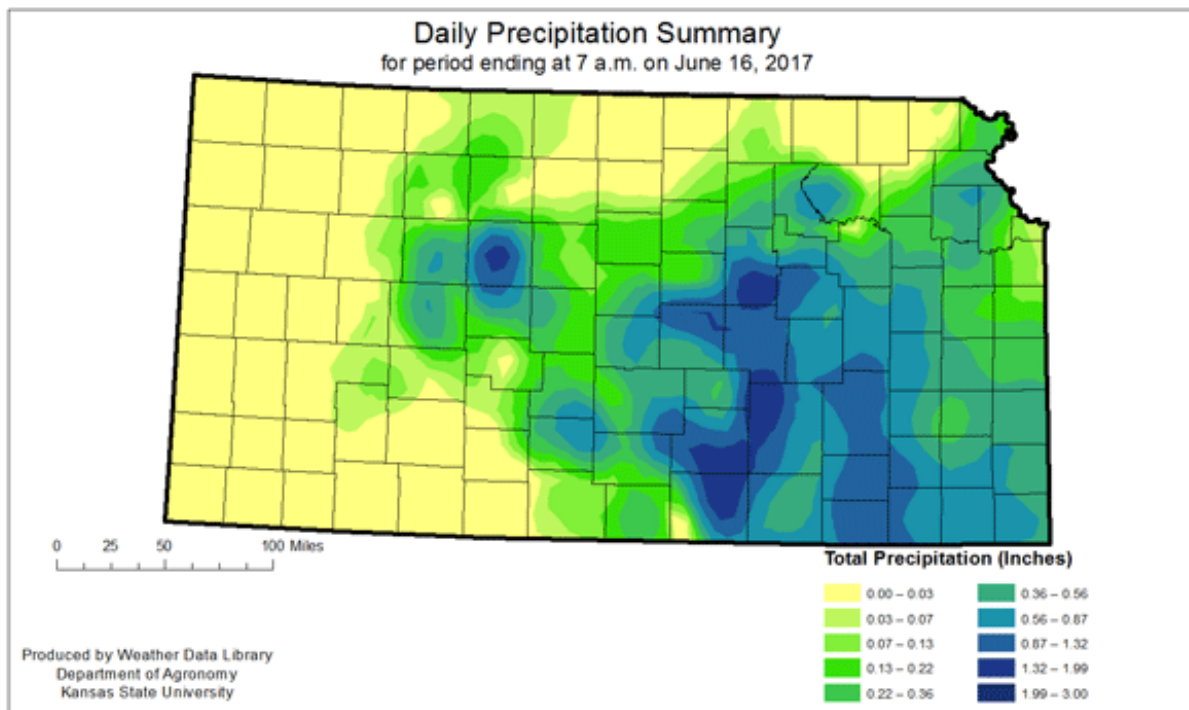 Daily Precipitation Summary
for period ending at 7 a.m. on June 16, 2017
0 25 50 100 Miles
Total Precipitation (Inches)
0.00 – 0.03
0.03 – 0.07
0.07 – 0.13
0.13 – 0.22
0.22 – 0.36
0.36 – 0.56
0.56 – 0.87
0.87 – 1.32
1.32 – 1.99
1.99 – 3.00
Produced by Weather Data Library
Department of Agronomy
Kansas State University